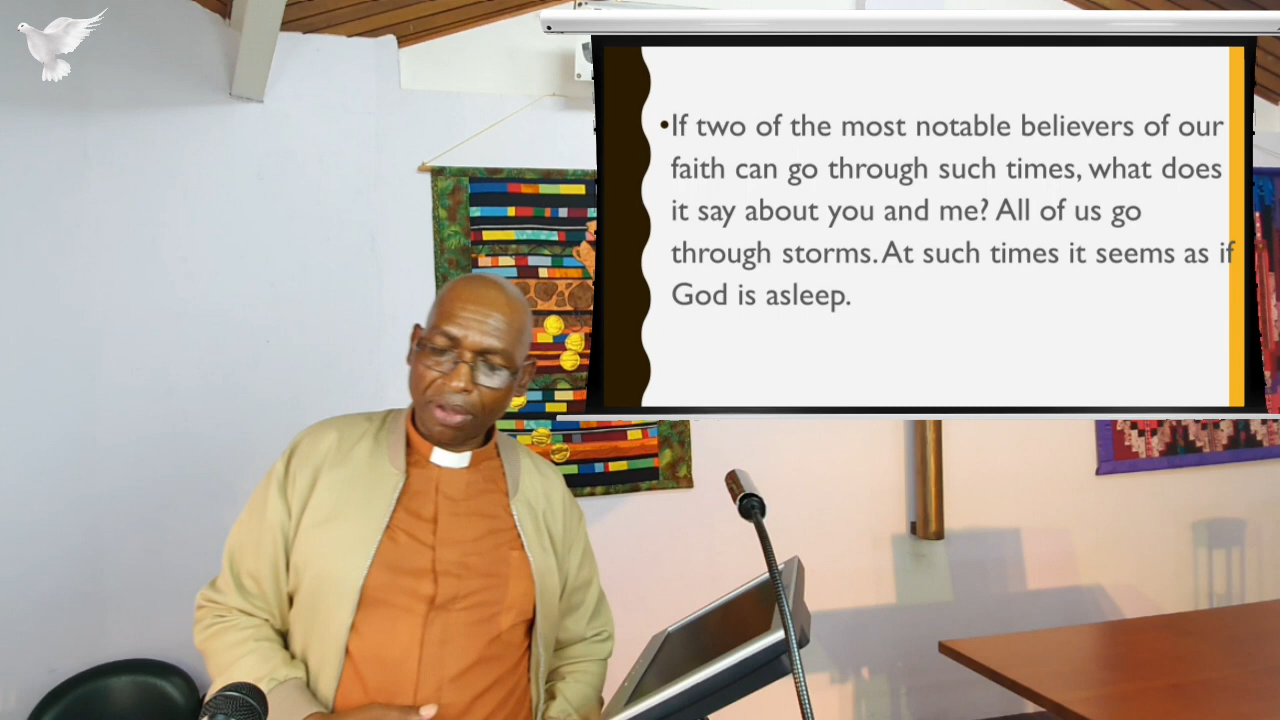 •If two of the most notable believers of our
faith can go through such times, what does
it say about you and me? All of us go
through storms. At such times it seems as if
God is asleep.